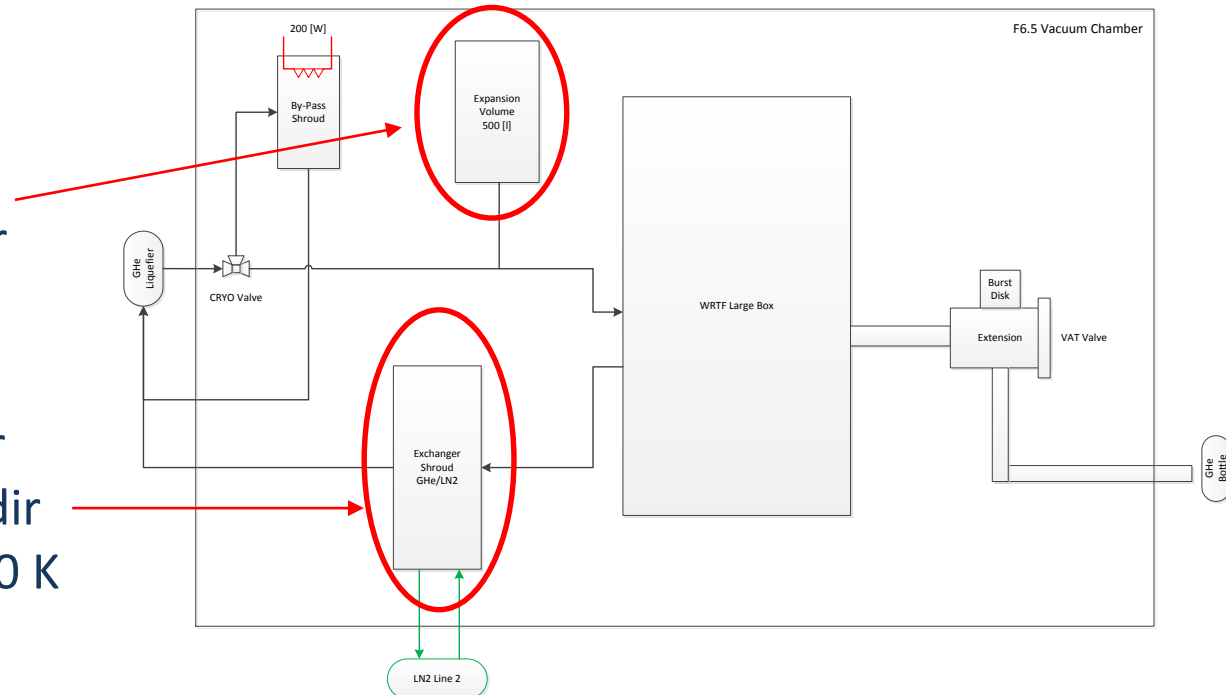 200 [W]
F6.5 Vacuum Chamber
By-Pass
Shroud
Expansion
Volume
500 [l]
r
GHe
Liquefier
CRYO Valve
WRTF Large Box
Burst
Disk
Extension
VAT Valve
r
dir
0 K
Exchanger
Shroud
GHe/LN2
GHe
Bottle
LN2 Line 2